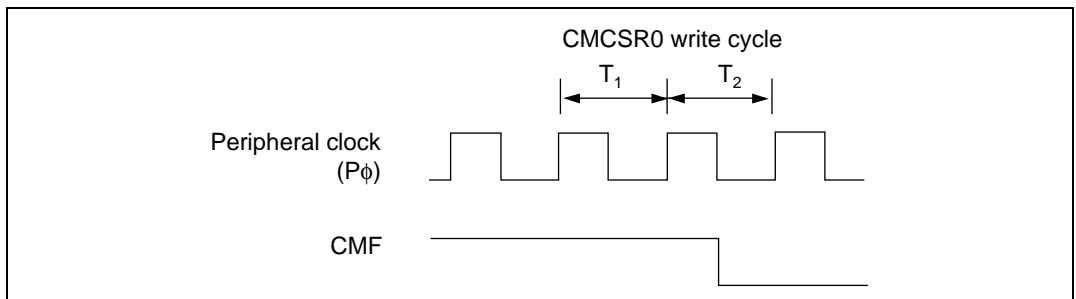 CMCSR0 write cycle
T1 T2
Peripheral clock
(Pϕ)
CMF